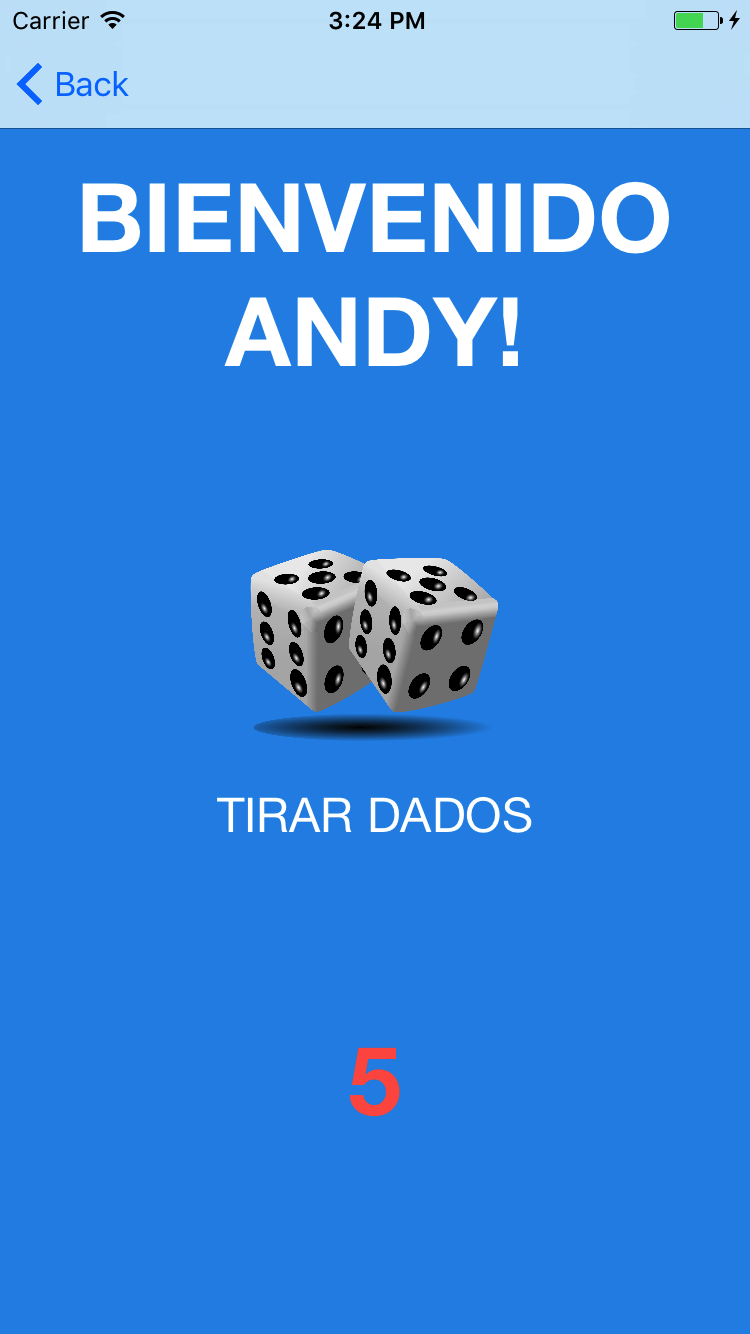 Carrier 3:24 PM
Back
BIENVENIDO
ANDY!
TIRAR DADOS
5